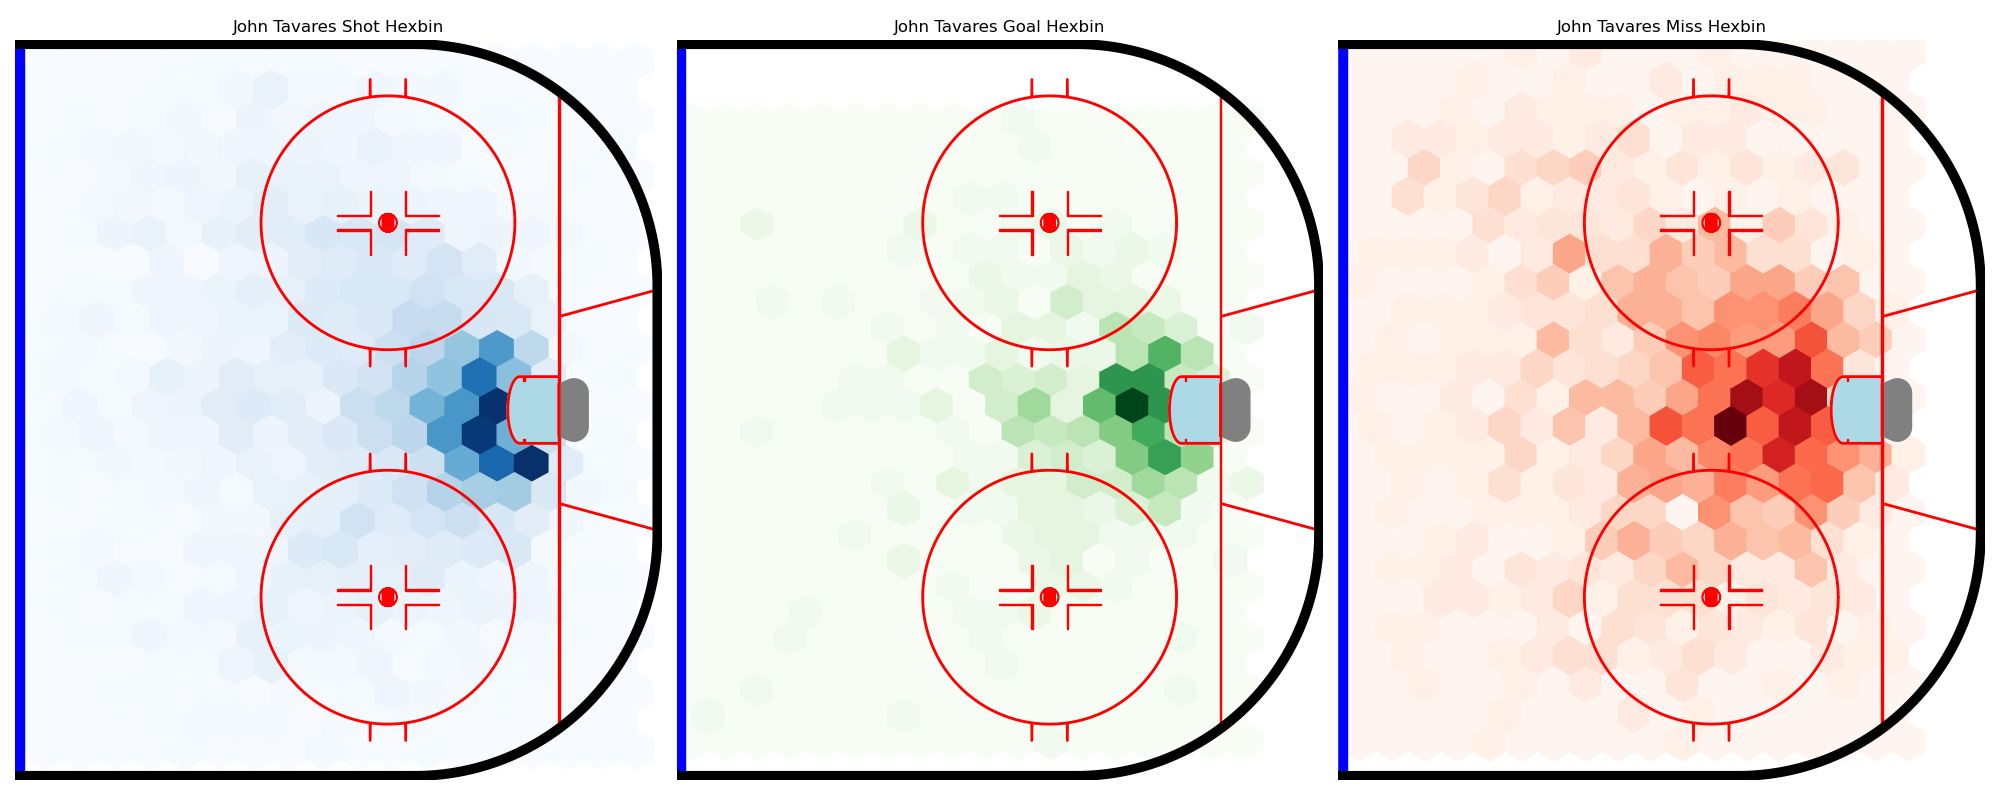 John Tavares Shot Hexbin
John Tavares Goal Hexbin
John Tavares Miss Hexbin